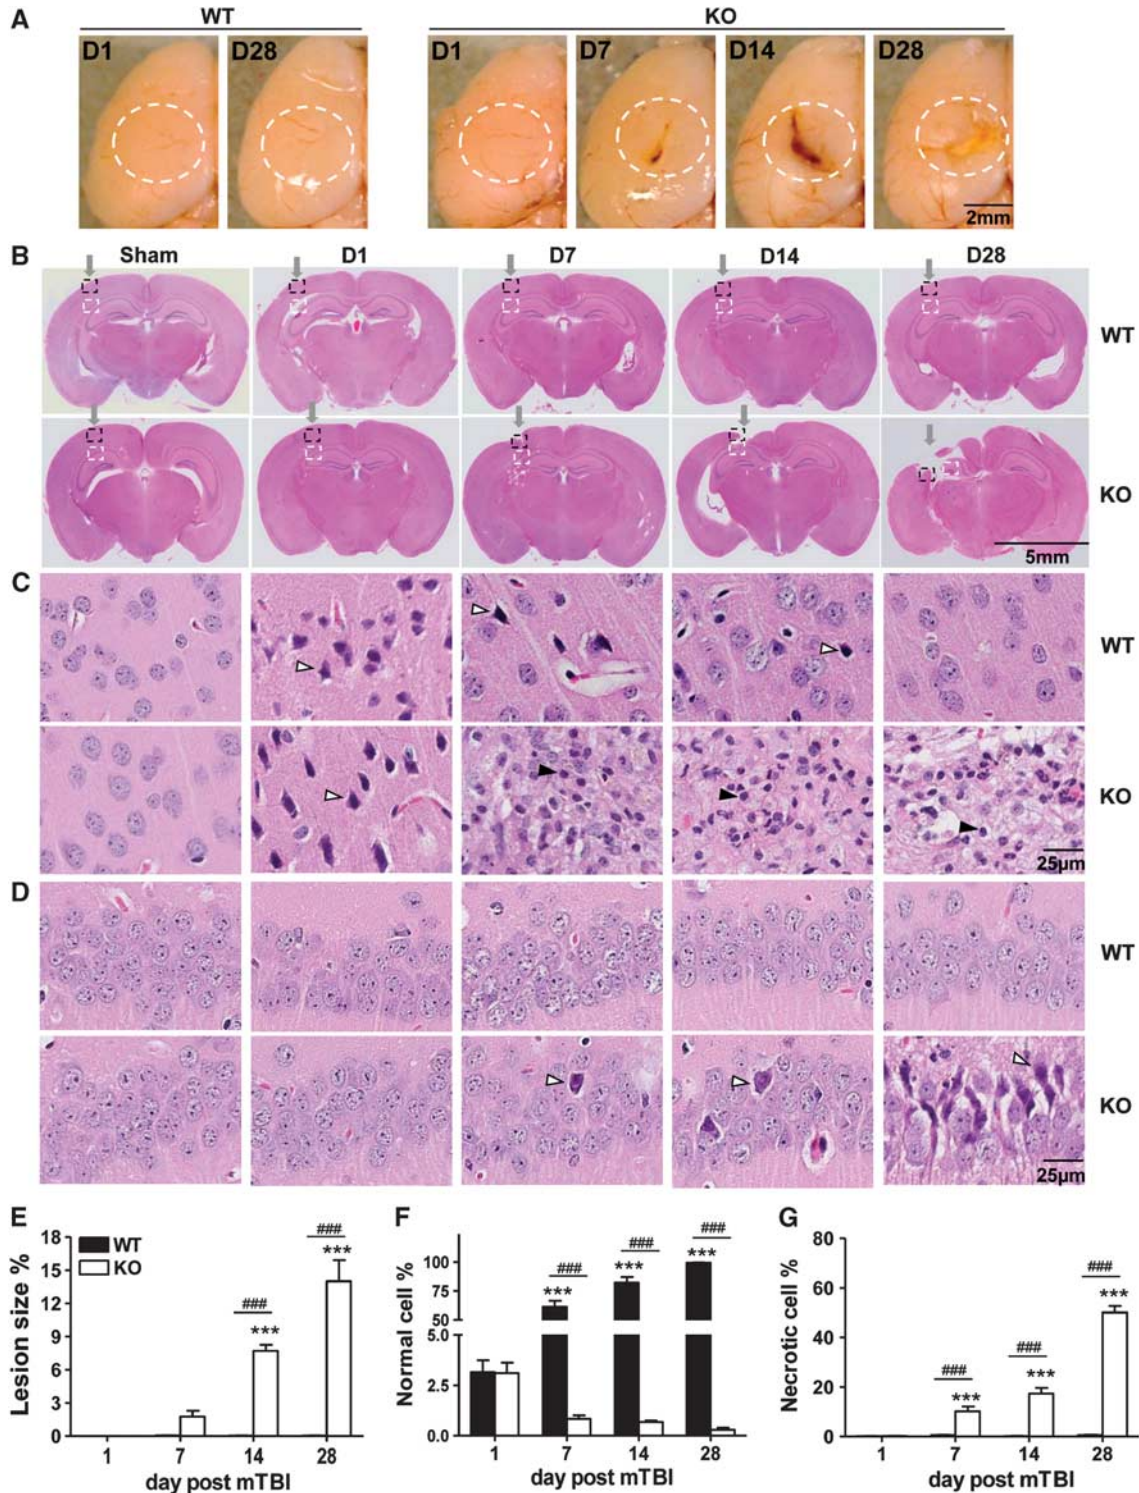 A WT KO
D1 D28 D1 D7 D14 D28
2mm
B Sham D1 D7 D14 D28
WT
KO
5mm
C
WT
KO
25µm
D
WT
KO
25µm
E F G
Lesion size %
18
15
12
9
6
3
0
WT
KO
###
***
###
***
1 7 14 28
day post mTBI
Normal cell %
100
75
50
5.0
2.5
0.0
###
***
###
***
###
***
1 7 14 28
day post mTBI
Necrotic cell %
80
60
40
20
0
###
***
###
***
###
***
1 7 14 28
day post mTBI